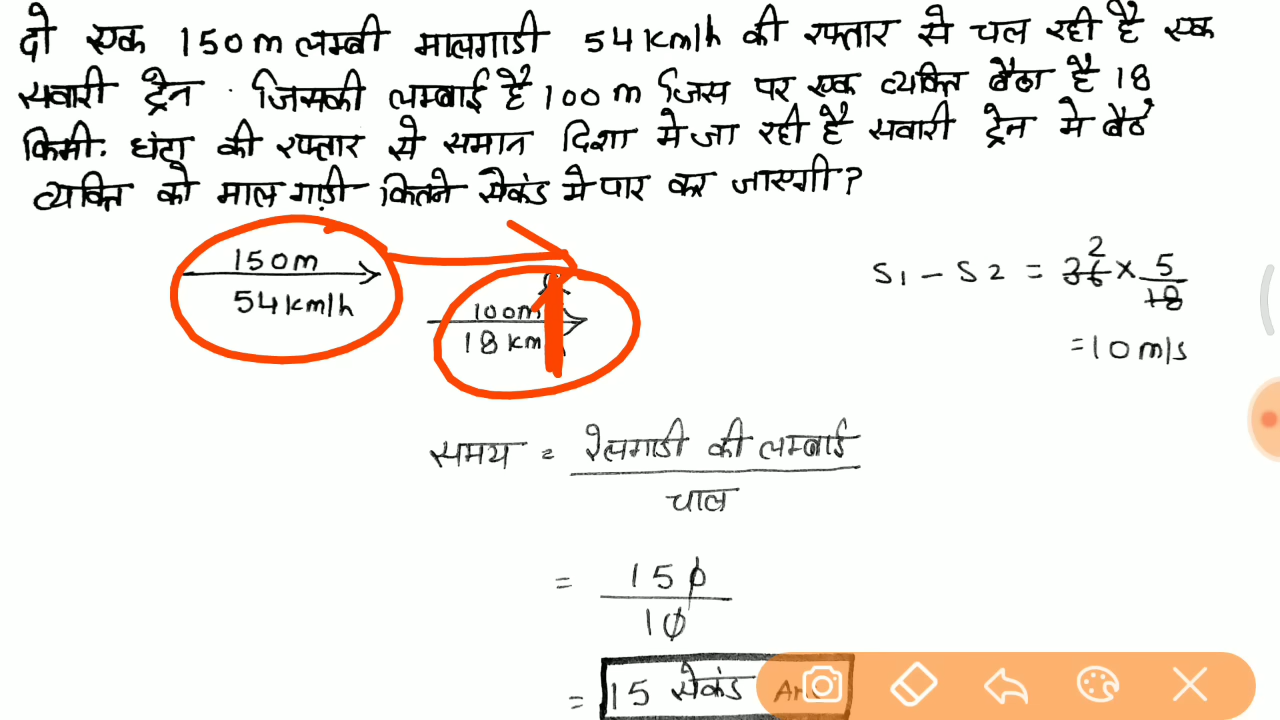 दो एक 150m लम्बी मालगाडी 54km/h की रफ्तार से चल रही है एक
सवारी ट्रेन . जिसकी लम्बाई है 100m जिस पर एक व्यक्ति बैठा है 18
किमी. घंटा की रफ्तार से समान दिशा मे जा रही है सवारी ट्रेन मे बैठे
व्यक्ति को माल गाड़ी कितने सेकंड मे पार कर जाएगी?
150m
54km/h
100m
18 km
S1 - S2 = 36 2 × 5/18
= 10 m/s
समय = रेलगाडी की लम्बाई
चाल
= 150
10
= 15 सेकंड